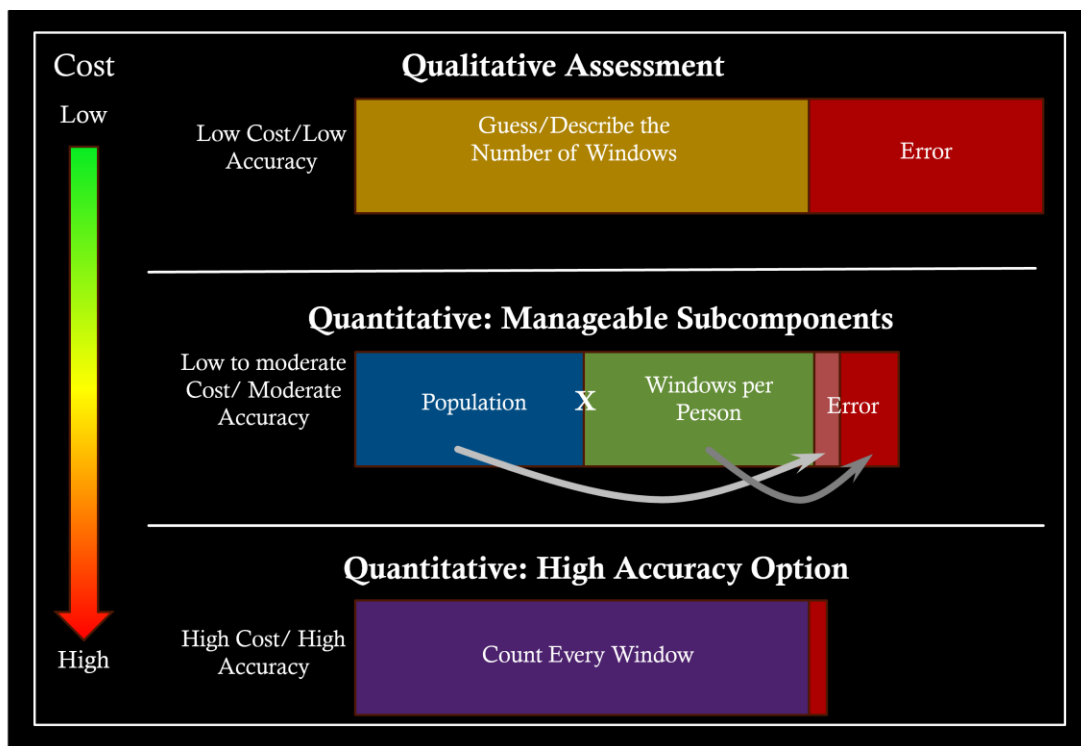 Cost
Low
Qualitative Assessment
Low Cost/Low
Accuracy
Guess/Describe the
Number of Windows
Error
Quantitative: Manageable Subcomponents
Low to moderate
Cost/ Moderate
Accuracy
Population
X
Windows per
Person
Error
Quantitative: High Accuracy Option
High Cost/ High
Accuracy
Count Every Window
High